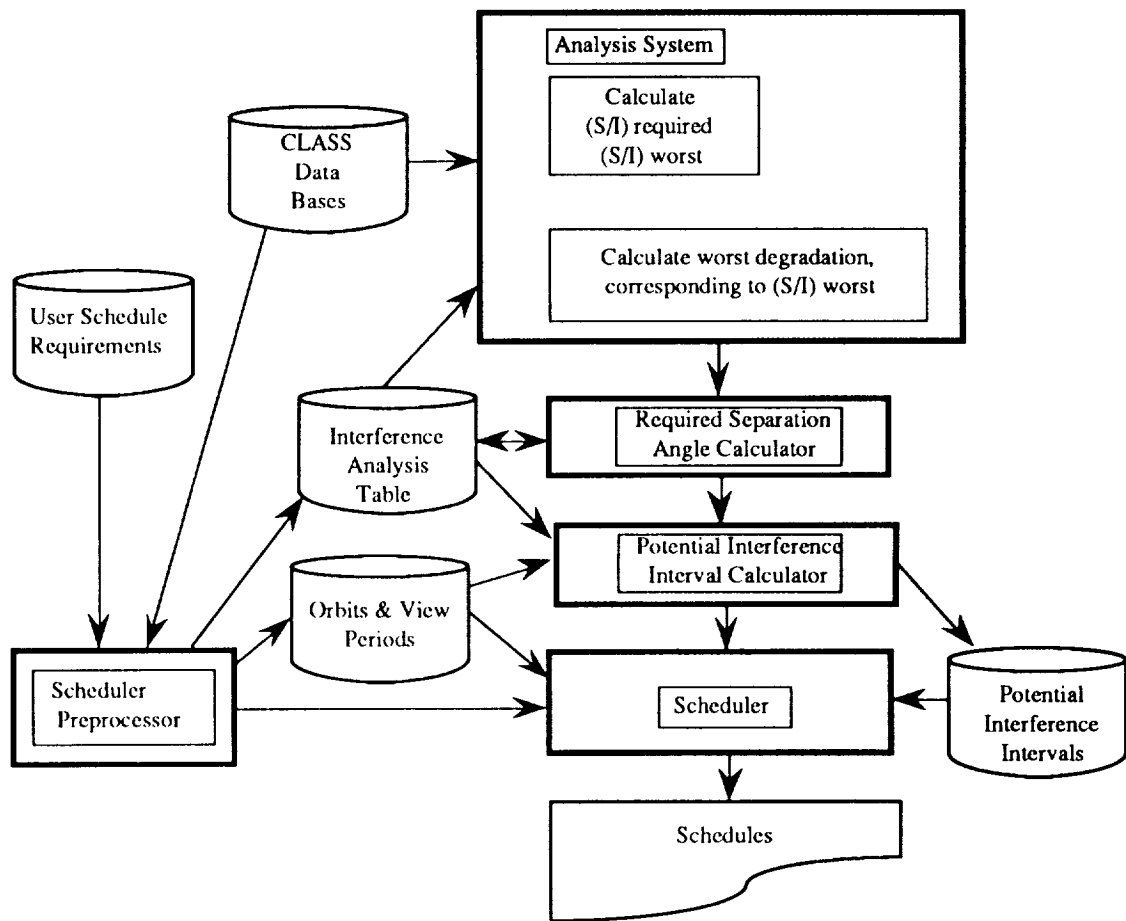 Analysis System
Calculate
(S/I) required
(S/I) worst
CLASS
Data
Bases
Calculate worst degradation,
corresponding to (S/I) worst
User Schedule
Requirements
Interference
Analysis
Table
Required Separation
Angle Calculator
Potential Interference
Interval Calculator
Orbits & View
Periods
Scheduler
Preprocessor
Scheduler
Potential
Interference
Intervals
Schedules